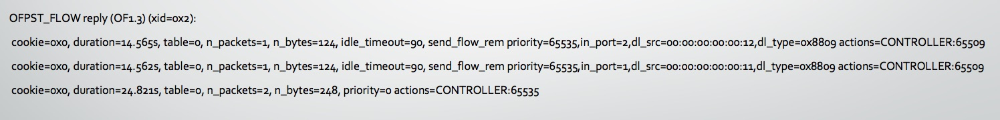 OFPST_FLOW reply (OF1.3) (xid=0x2):
cookie=0x0, duration=14.565s, table=0, n_packets=1, n_bytes=124, idle_timeout=90, send_flow_rem priority=65535,in_port=2,dl_src=00:00:00:00:00:12,dl_type=0x8809 actions=CONTROLLER:65509
cookie=0x0, duration=14.562s, table=0, n_packets=1, n_bytes=124, idle_timeout=90, send_flow_rem priority=65535,in_port=1,dl_src=00:00:00:00:00:11,dl_type=0x8809 actions=CONTROLLER:65509
cookie=0x0, duration=24.821s, table=0, n_packets=2, n_bytes=248, priority=0 actions=CONTROLLER:65535